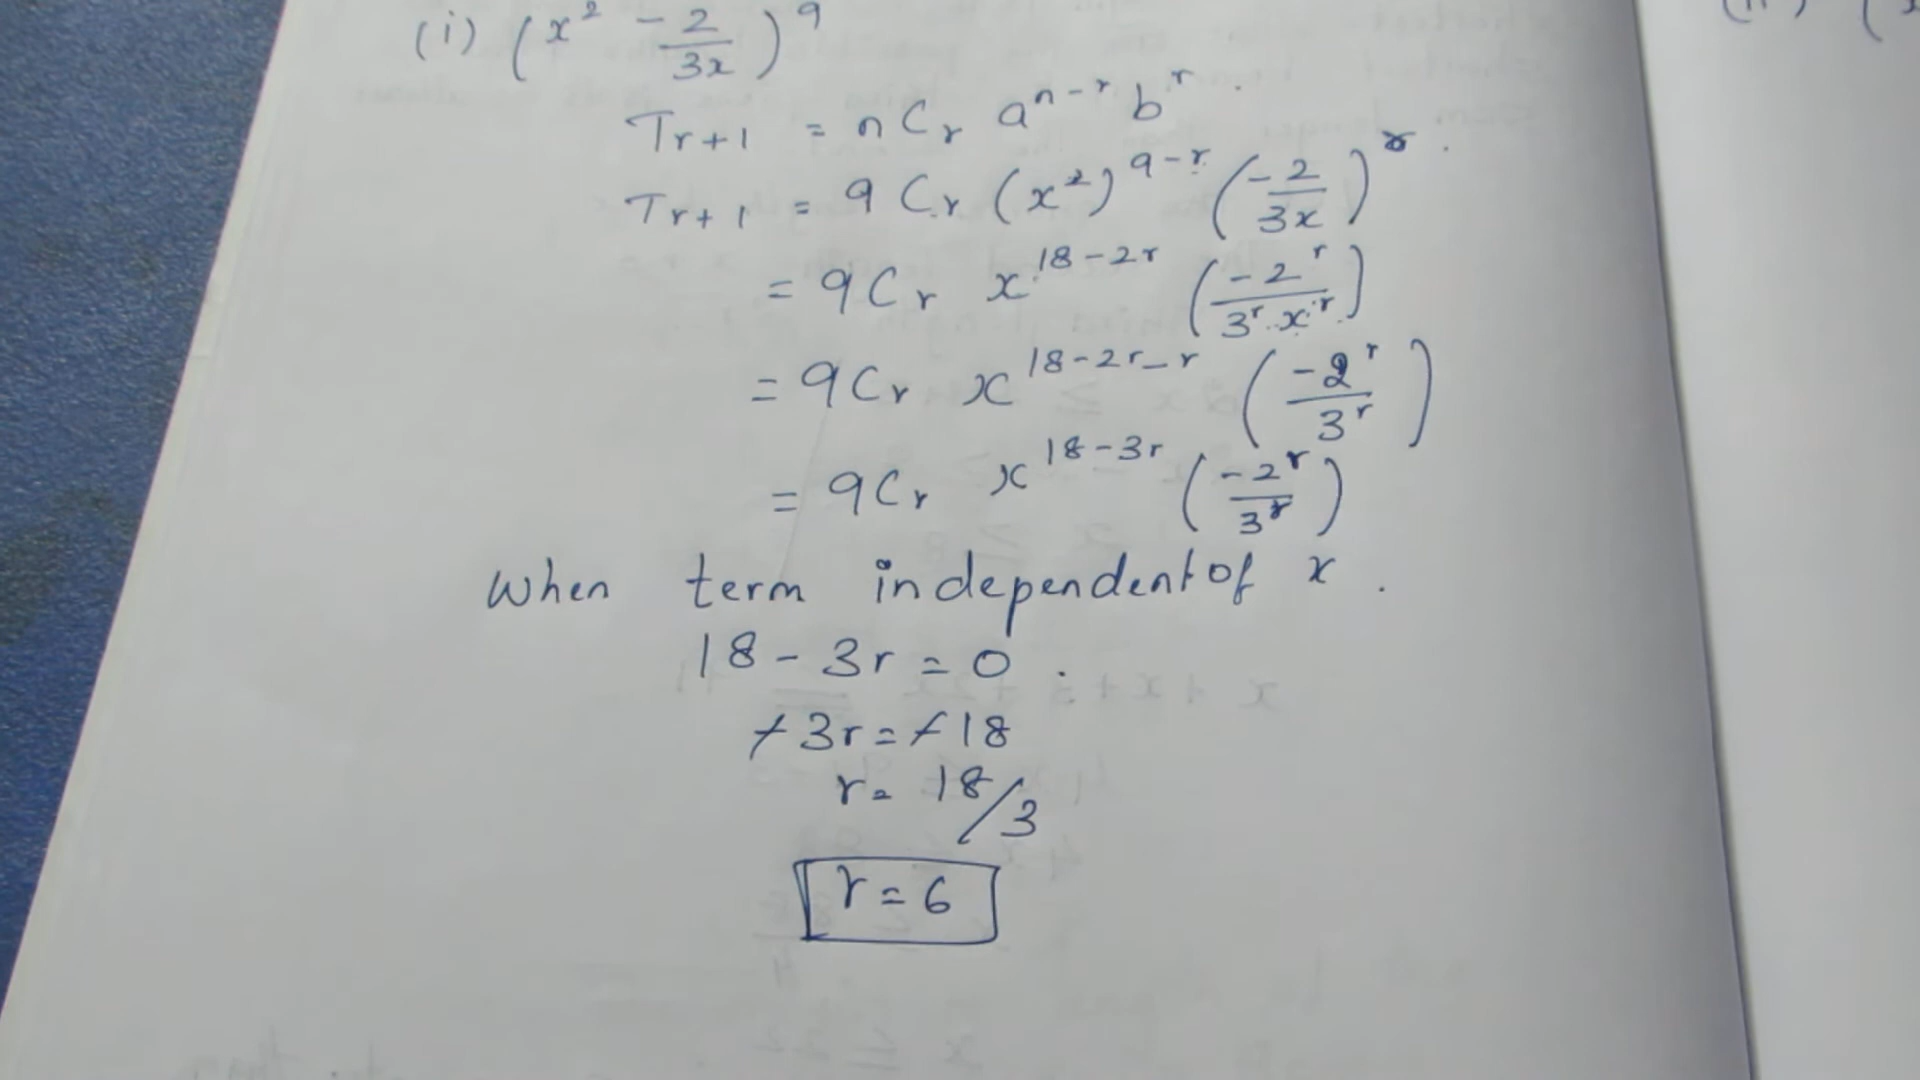 (i) (x² - 2/3x)⁹
Tr+1 = nCr aⁿ⁻ʳ bʳ.
Tr+1 = 9Cr (x²)⁹⁻ʳ (-2/3x)ʳ.
= 9Cr x¹⁸⁻²ʳ (-2ʳ/3ʳ.xʳ)
= 9Cr x¹⁸⁻²ʳ⁻ʳ (-2ʳ/3ʳ)
= 9Cr x¹⁸⁻³ʳ (-2ʳ/3ʳ)
When term independent of x.
18 - 3r = 0.
-3r = -18
r = 18/3
r = 6